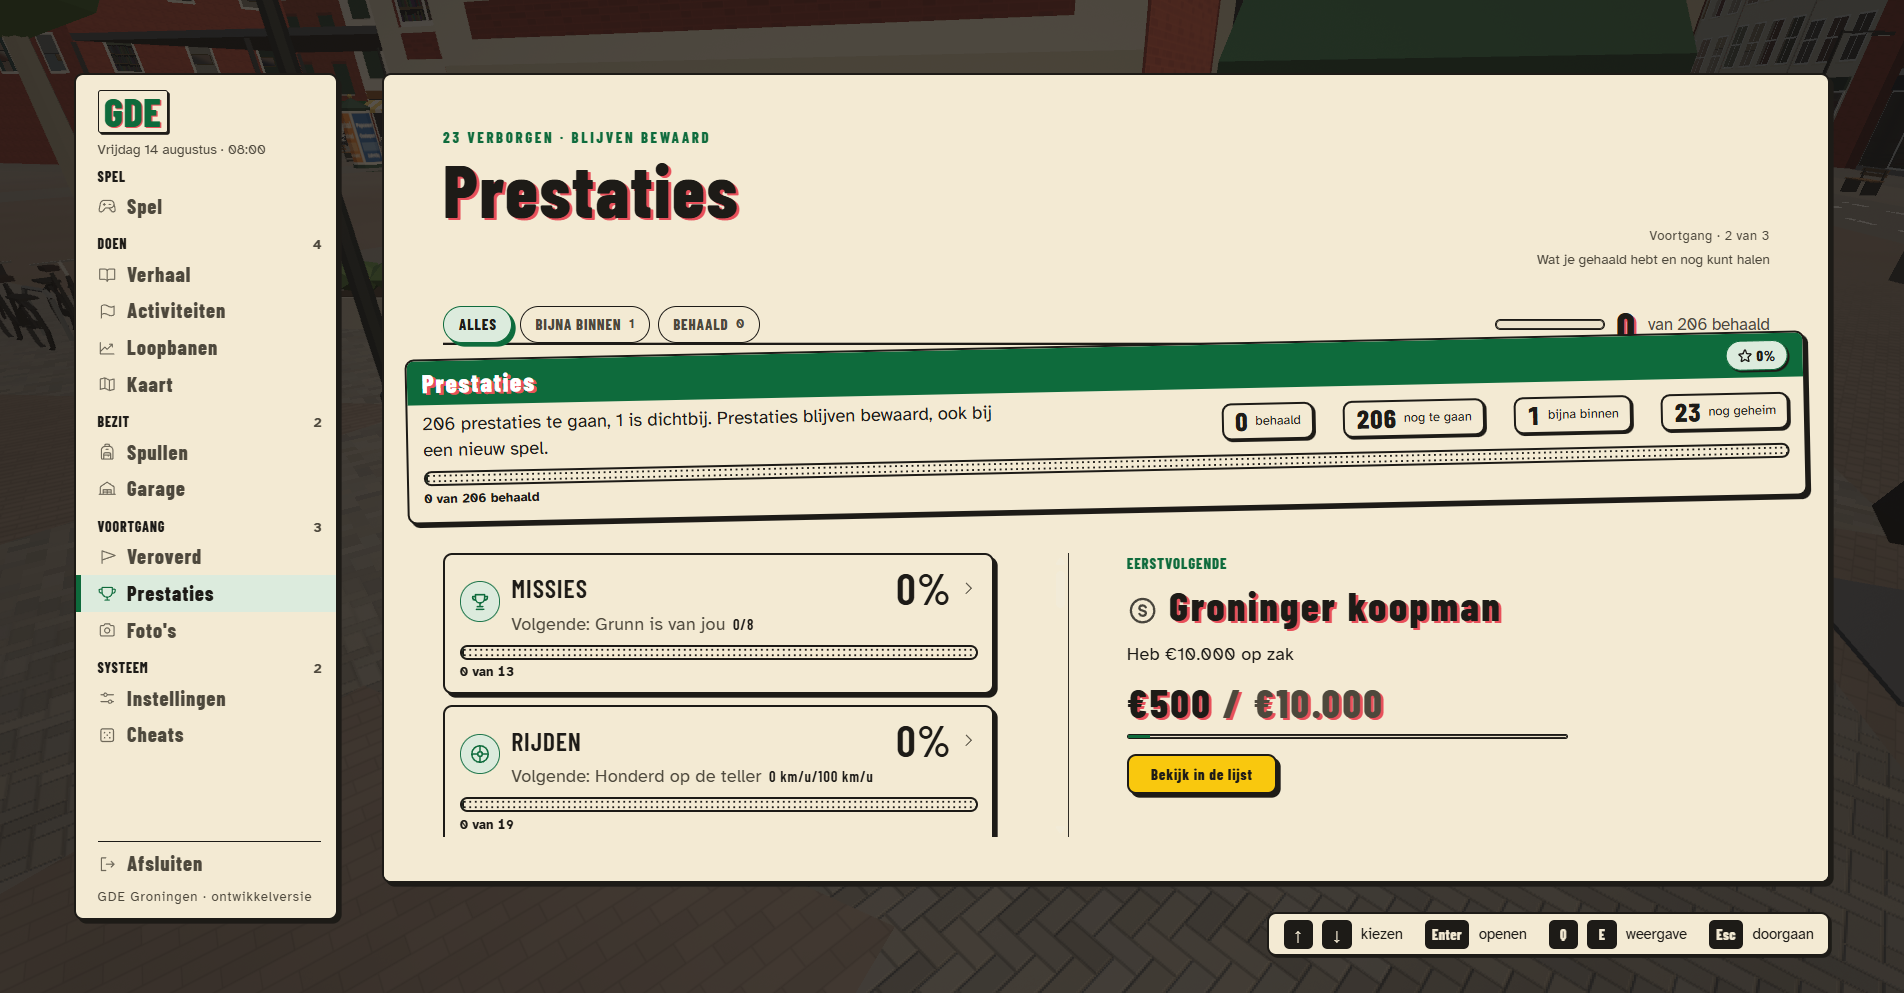 GDE
Vrijdag 14 augustus · 08:00
SPEL
Spel
DOEN 4
Verhaal
Activiteiten
Loopbanen
Kaart
BEZIT 2
Spullen
Garage
VOORTGANG 3
Veroverd
Prestaties
Foto's
SYSTEEM 2
Instellingen
Cheats
Afsluiten
GDE Groningen · ontwikkelversie
23 VERBORGEN · BLIJVEN BEWAARD
Prestaties
Voortgang · 2 van 3
Wat je gehaald hebt en nog kunt halen
ALLES BIJNA BINNEN 1 BEHAALD 0
0 van 206 behaald
Prestaties 0%
206 prestaties te gaan, 1 is dichtbij. Prestaties blijven bewaard, ook bij
een nieuw spel.
0 behaald 206 nog te gaan 1 bijna binnen 23 nog geheim
0 van 206 behaald
MISSIES 0%
Volgende: Grunn is van jou 0/8
0 van 13
RIJDEN 0%
Volgende: Honderd op de teller 0 km/u/100 km/u
0 van 19
EERSTVOLGENDE
S Groninger koopman
Heb €10.000 op zak
€500 / €10.000
Bekijk in de lijst
↑ ↓ kiezen Enter openen Q E weergave Esc doorgaan